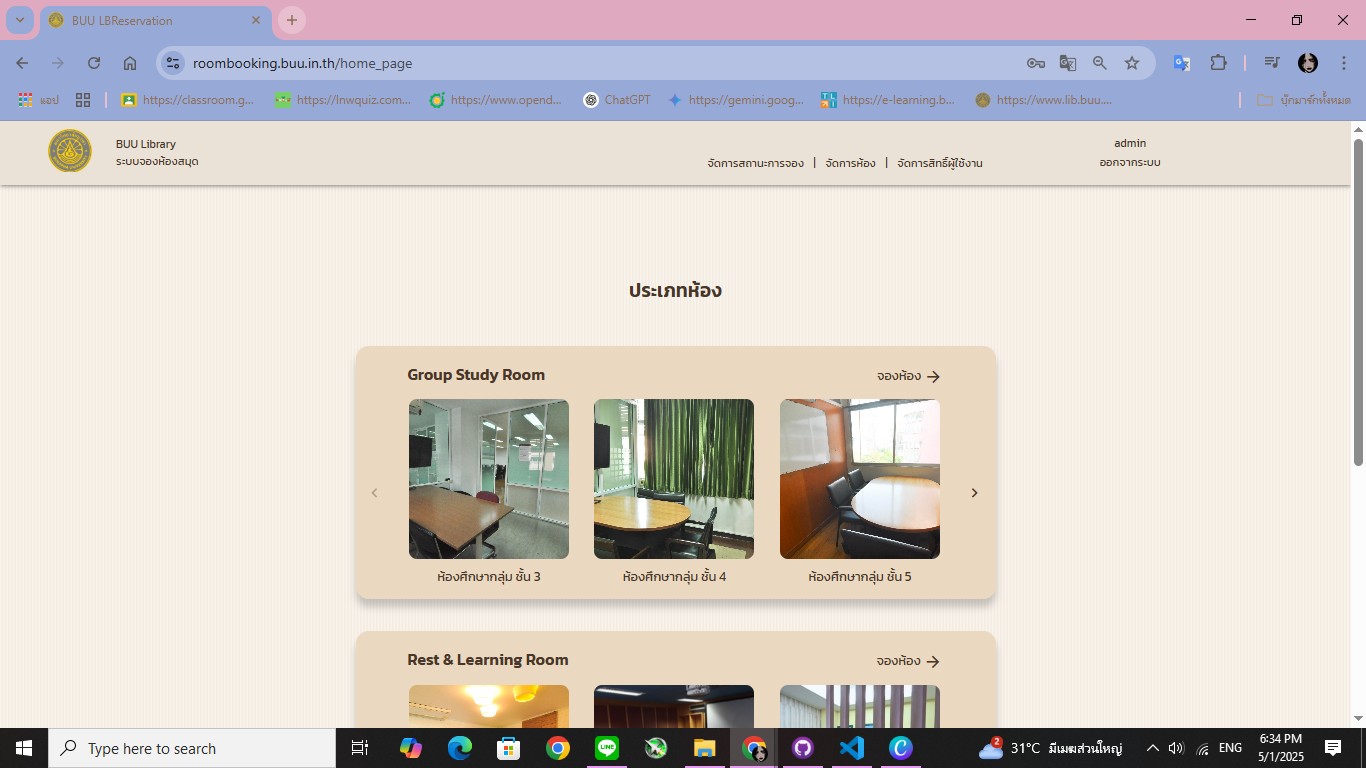 BUU LBReservation
roombooking.buu.in.th/home_page
แอป
https://classroom.g...
https://lnwquiz.com...
https://www.opend...
ChatGPT
https://gemini.goog...
https://e-learning.b...
https://www.lib.buu....
บุ๊กมาร์กทั้งหมด
BUU Library
ระบบจองห้องสมุด
จัดการสถานะการจอง | จัดการห้อง | จัดการสิทธิ์ผู้ใช้งาน
admin
ออกจากระบบ
ประเภทห้อง
Group Study Room
จองห้อง
ห้องศึกษากลุ่ม ชั้น 3
ห้องศึกษากลุ่ม ชั้น 4
ห้องศึกษากลุ่ม ชั้น 5
Rest & Learning Room
จองห้อง
Type here to search
2
31°C มีเมฆส่วนใหญ่
ENG
6:34 PM
5/1/2025